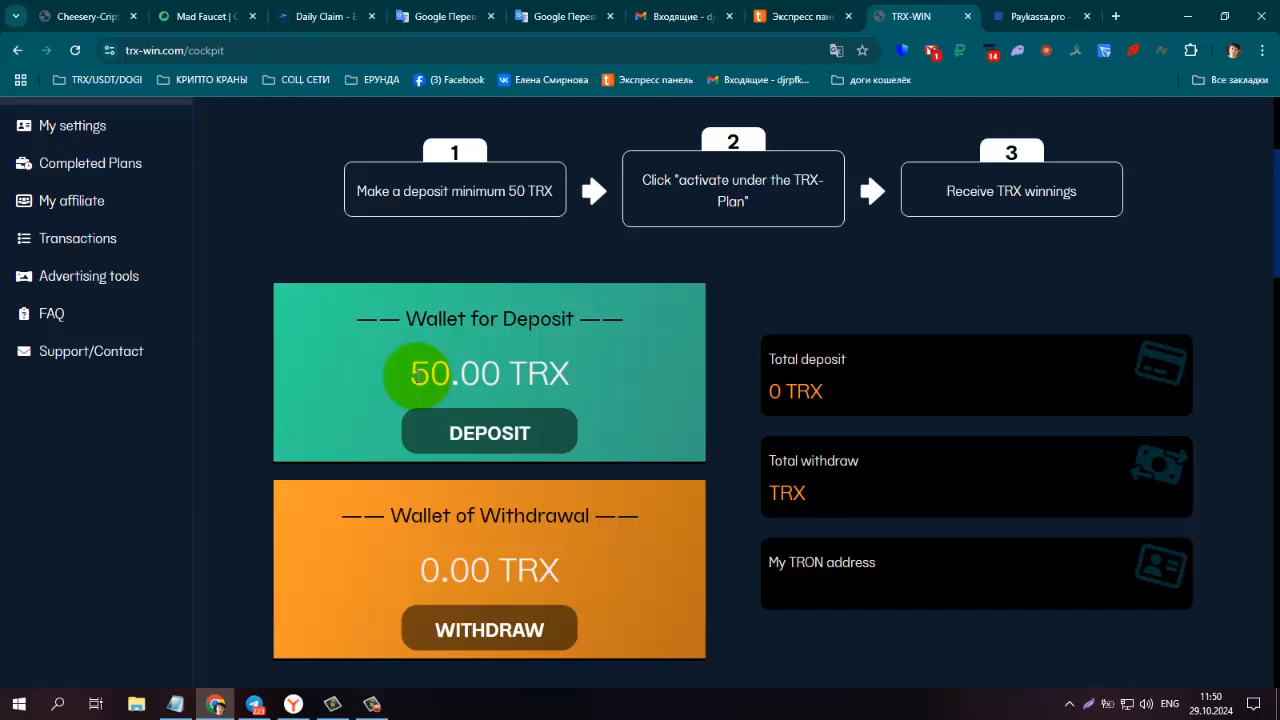 Cheesery-Crip
Mad Faucet | C
Daily Claim - E
Google Перев
Google Перев
Входящие - dj
Экспресс пан
TRX-WIN
Paykassa.pro -
trx-win.com/cockpit
1
14
TRX/USDT/DOGI
КРИПТО КРАНЫ
СОЦ. СЕТИ
ЕРУНДА
(3) Facebook
Елена Смирнова
Экспресс панель
Входящие - djrpfk...
доги кошелёк
Все закладки
My settings
Completed Plans
My affiliate
Transactions
Advertising tools
FAQ
Support/Contact
1
Make a deposit minimum 50 TRX
2
Click "activate under the TRX-
Plan"
3
Receive TRX winnings
—— Wallet for Deposit ——
50.00 TRX
DEPOSIT
—— Wallet of Withdrawal ——
0.00 TRX
WITHDRAW
Total deposit
0 TRX
Total withdraw
TRX
My TRON address
223
ENG
11:50
29.10.2024